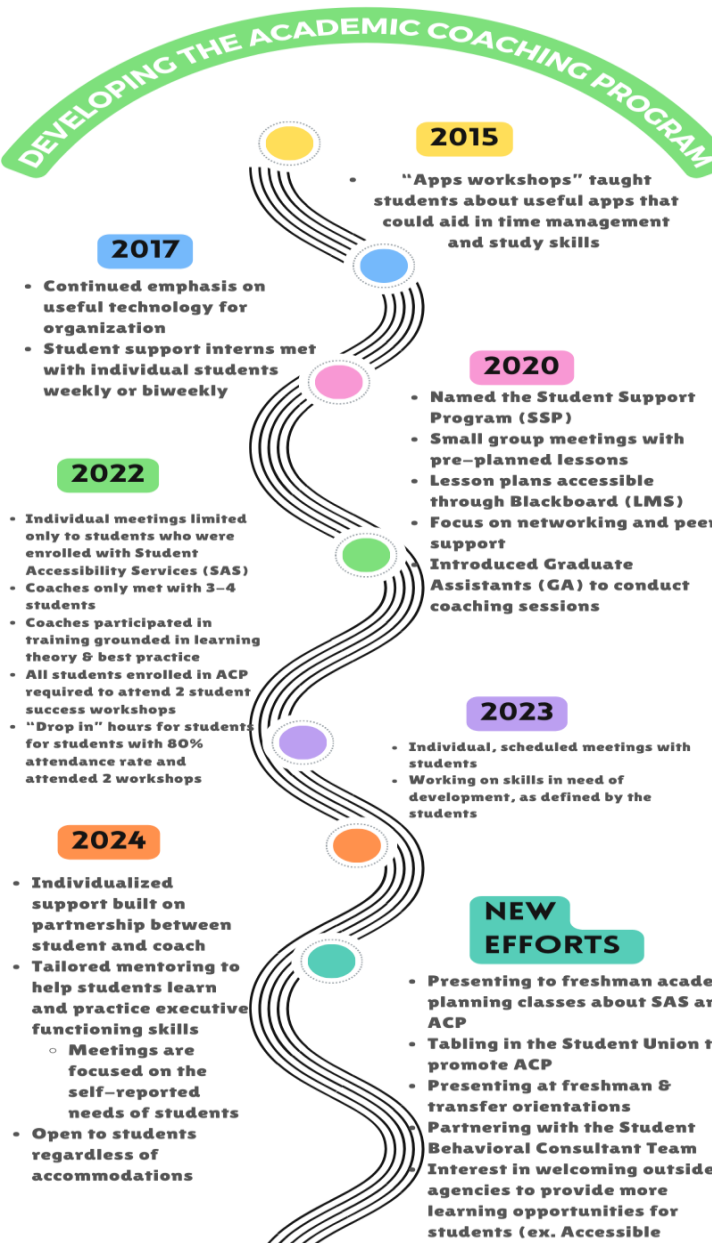 DEVELOPING THE ACADEMIC COACHING PROGRAM
2015
• “Apps workshops” taught
students about useful apps that
could aid in time management
and study skills
2017
• Continued emphasis on
useful technology for
organization
• Student support interns met
with individual students
weekly or biweekly
2020
• Named the Student Support
Program (SSP)
• Small group meetings with
pre-planned lessons
• Lesson plans accessible
through Blackboard (LMS)
• Focus on networking and peer
support
• Introduced Graduate
Assistants (GA) to conduct
coaching sessions
2022
• Individual meetings limited
only to students who were
enrolled with Student
Accessibility Services (SAS)
• Coaches only met with 3-4
students
• Coaches participated in
training grounded in learning
theory & best practice
• All students enrolled in ACP
required to attend 2 student
success workshops
• “Drop in” hours for students
for students with 80%
attendance rate and
attended 2 workshops
2023
• Individual, scheduled meetings with
students
• Working on skills in need of
development, as defined by the
students
2024
• Individualized
support built on
partnership between
student and coach
• Tailored mentoring to
help students learn
and practice executive
functioning skills
○ Meetings are
focused on the
self-reported
needs of students
• Open to students
regardless of
accommodations
NEW
EFFORTS
• Presenting to freshman
planning classes about SAS
ACP
• Tabling in the Student Union
promote ACP
• Presenting at freshman &
transfer orientations
• Partnering with the Student
Behavioral Consultant Team
• Interest in welcoming outside
agencies to provide more
learning opportunities for
students (ex. Accessible